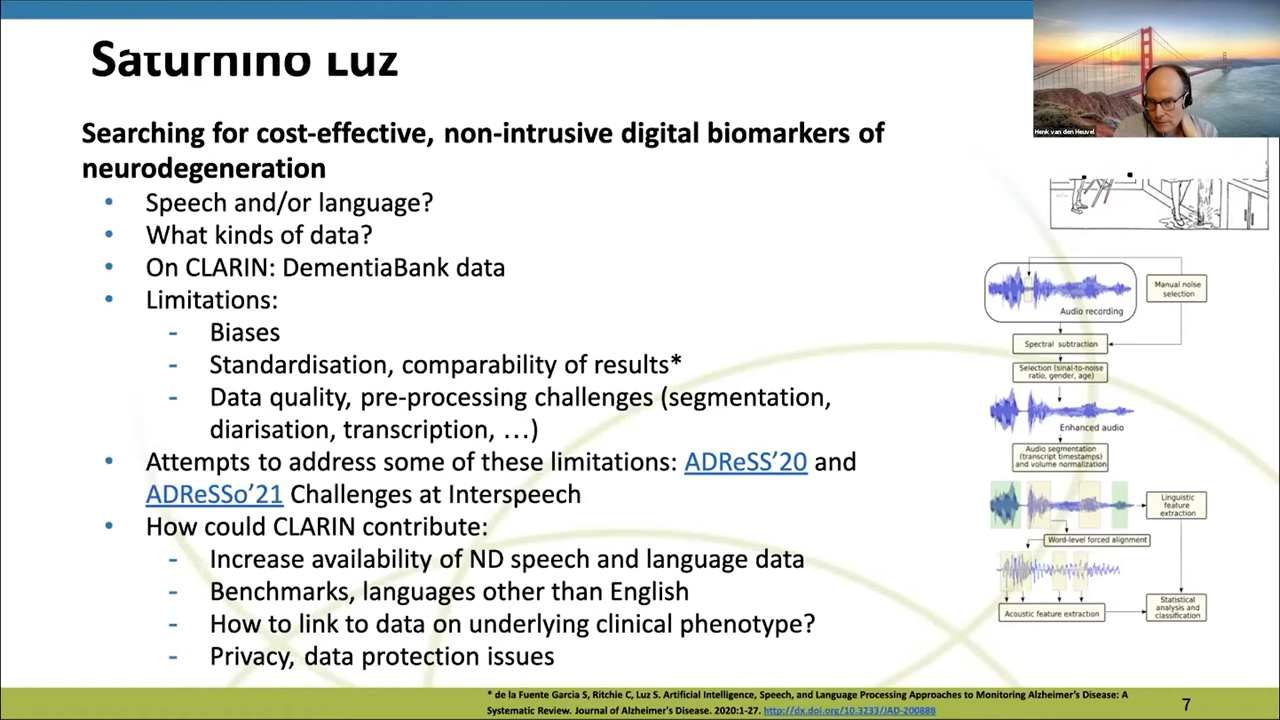 Saturnino Luz
Henk van den Heuvel
Searching for cost-effective, non-intrusive digital biomarkers of
neurodegeneration
• Speech and/or language?
• What kinds of data?
• On CLARIN: DementiaBank data
• Limitations:
- Biases
- Standardisation, comparability of results*
- Data quality, pre-processing challenges (segmentation,
diarisation, transcription, …)
• Attempts to address some of these limitations: ADReSS’20 and
ADReSSo’21 Challenges at Interspeech
• How could CLARIN contribute:
- Increase availability of ND speech and language data
- Benchmarks, languages other than English
- How to link to data on underlying clinical phenotype?
- Privacy, data protection issues
Manual noise
selection
Audio recording
Spectral subtraction
Selection (sinal-to-noise
ratio, gender, age)
Enhanced audio
Audio segmentation
(transcript timestamps)
and volume normalization
Linguistic
feature
extraction
Word-level forced alignment
Acoustic feature extraction
Statistical
analysis and
classification
* de la Fuente Garcia S, Ritchie C, Luz S. Artificial Intelligence, Speech, and Language Processing Approaches to Monitoring Alzheimer’s Disease: A
Systematic Review. Journal of Alzheimer’s Disease. 2020:1-27. http://dx.doi.org/10.3233/JAD-200888
7